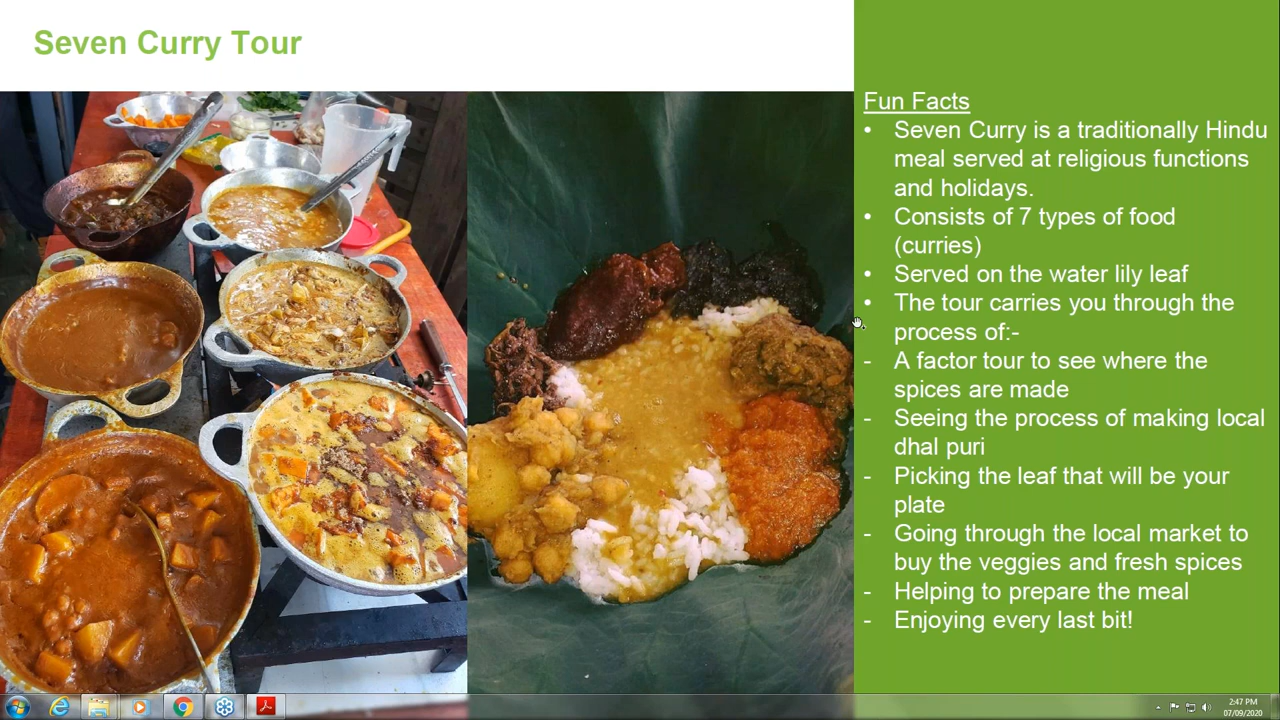 Seven Curry Tour
Fun Facts
• Seven Curry is a traditionally Hindu
meal served at religious functions
and holidays.
• Consists of 7 types of food
(curries)
• Served on the water lily leaf
• The tour carries you through the
process of:-
- A factor tour to see where the
spices are made
- Seeing the process of making local
dhal puri
- Picking the leaf that will be your
plate
- Going through the local market to
buy the veggies and fresh spices
- Helping to prepare the meal
- Enjoying every last bit!
2:47 PM
07/09/2020